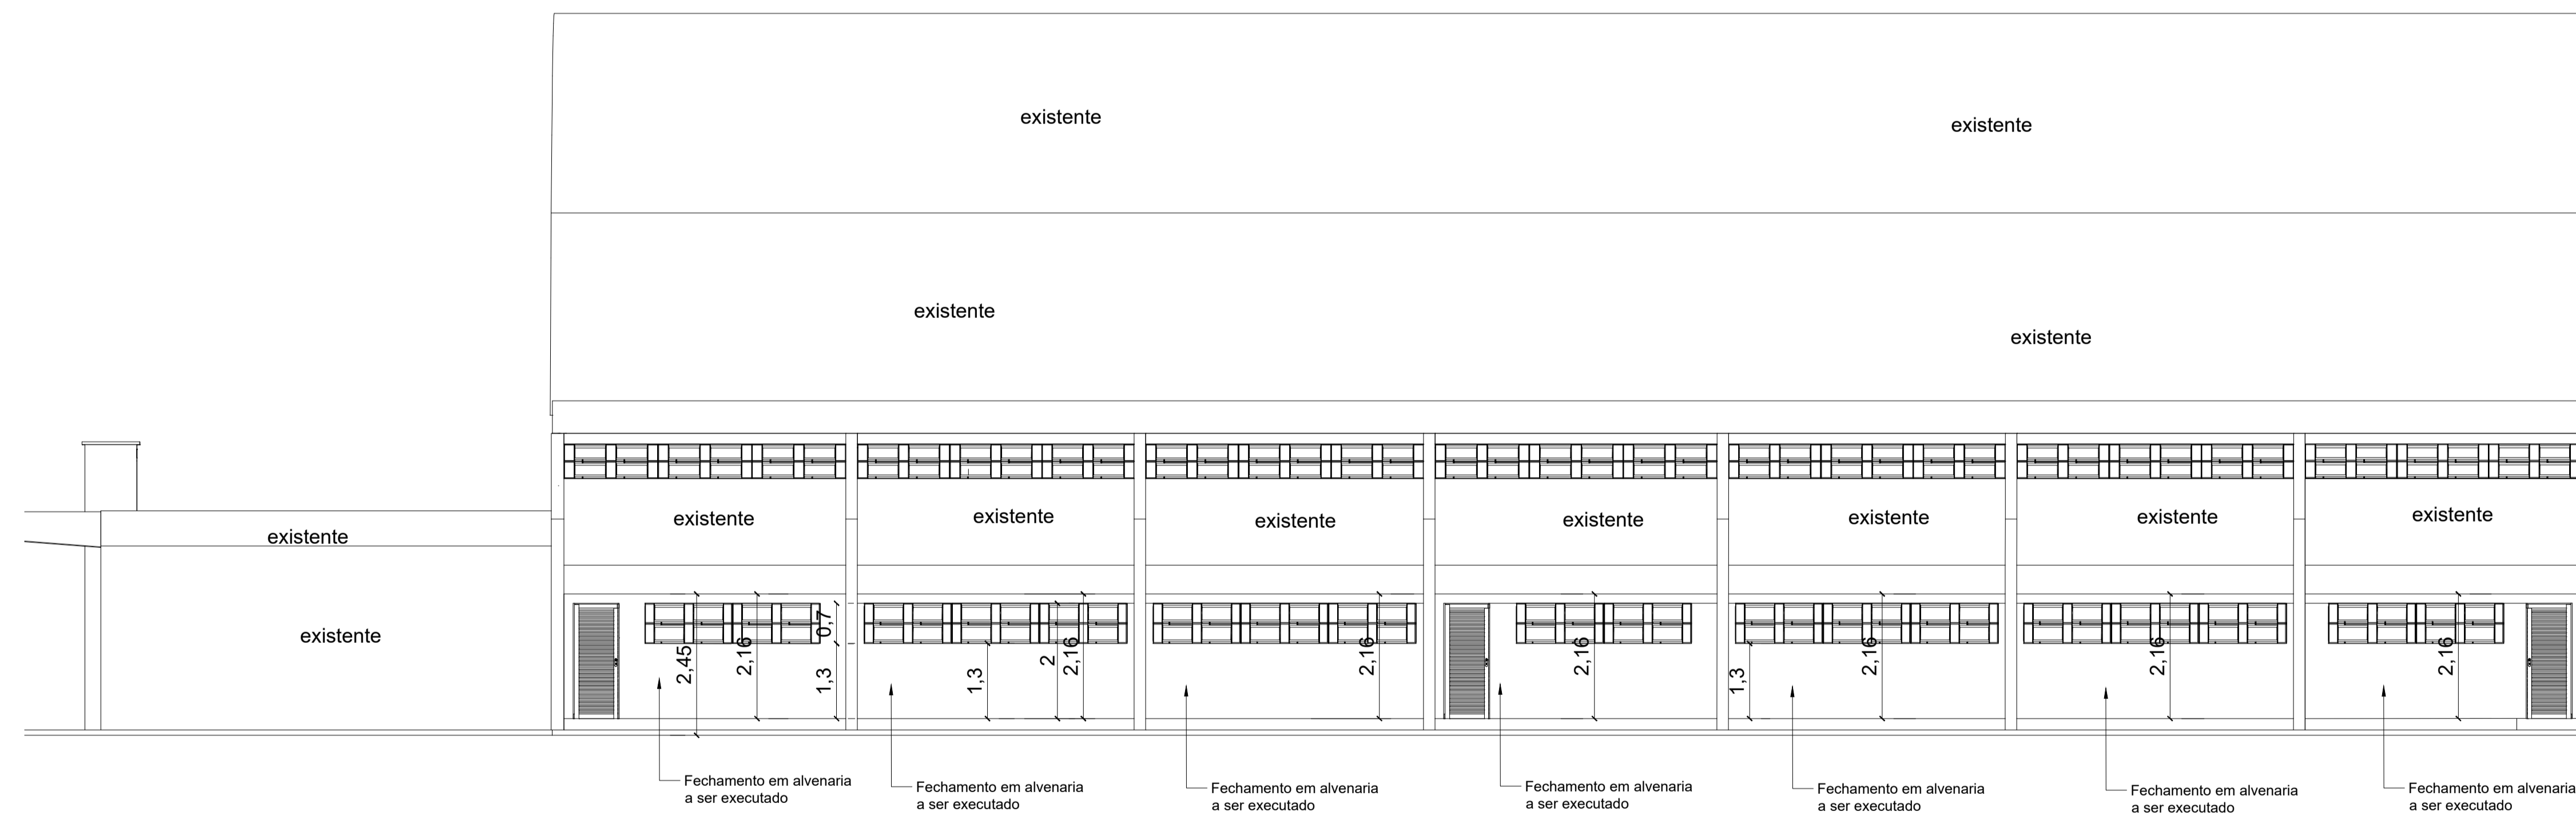 existente
existente
existente
existente
existente
existente
existente
existente
existente
existente
existente
existente
existente
2,45
2,16
0,7
1,3
1,3
2
2,16
2,16
2,16
1,3
2,16
2,16
2,16
Fechamento em alvenaria
a ser executado
Fechamento em alvenaria
a ser executado
Fechamento em alvenaria
a ser executado
Fechamento em alvenaria
a ser executado
Fechamento em alvenaria
a ser executado
Fechamento em alvenaria
a ser executado
Fechamento em alvenaria
a ser executado